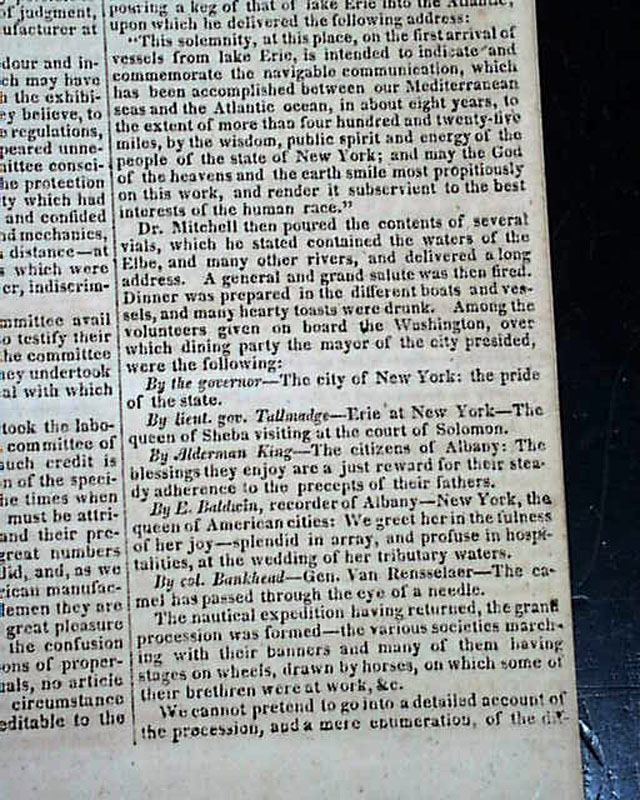 of judgment,
ufacturer at
dour and in-
ch may have
n the exhibi-
ey believe, to
e regulations,
peared unne-
nittee consci-
he protection
ty which had
and confided
nd mechanics,
distance—at
s which were
er, indiscrim-
mmittee avail
to testify their
he committee
hey undertook
al with which
took the labo-
committee of
such credit is
n of the speci-
he times when
must be attri-
and their pre-
great numbers
did, and, as we
rican manufac-
lemen they are
great pleasure
the confusion
ons of proper-
uals, no article
circumstance
editable to the
pouring a keg of that of lake Erie into the Atlantic,
upon which he delivered the following address:
"This solemnity, at this place, on the first arrival of
vessels from lake Erie, is intended to indicate and
commemorate the navigable communication, which
has been accomplished between our Mediterranean
seas and the Atlantic ocean, in about eight years, to
the extent of more than four hundred and twenty-five
miles, by the wisdom, public spirit and energy of the
people of the state of New York; and may the God
of the heavens and the earth smile most propitiously
on this work, and render it subservient to the best
interests of the human race."
Dr. Mitchell then poured the contents of several
vials, which he stated contained the waters of the
Elbe, and many other rivers, and delivered a long
address. A general and grand salute was then fired.
Dinner was prepared in the different boats and ves-
sels, and many hearty toasts were drunk. Among the
volunteers given on board the Washington, over
which dining party the mayor of the city presided,
were the following:
By the governor—The city of New York: the pride
of the state.
By lieut. gov. Tallmadge—Erie at New York—The
queen of Sheba visiting at the court of Solomon.
By Alderman King—The citizens of Albany: The
blessings they enjoy are a just reward for their stea-
dy adherence to the precepts of their fathers.
By E. Baldwin, recorder of Albany—New York, the
queen of American cities: We greet her in the fulness
of her joy—splendid in array, and profuse in hospi-
talities, at the wedding of her tributary waters.
By col. Bankhead—Gen. Van Rensselaer—The ca-
mel has passed through the eye of a needle.
The nautical expedition having returned, the grand
procession was formed—the various societies march-
ing with their banners and many of them having
stages on wheels, drawn by horses, on which some of
their brethren were at work, &c.
We cannot pretend to go into a detailed account of
the procession, and a mere enumeration, of the dif-